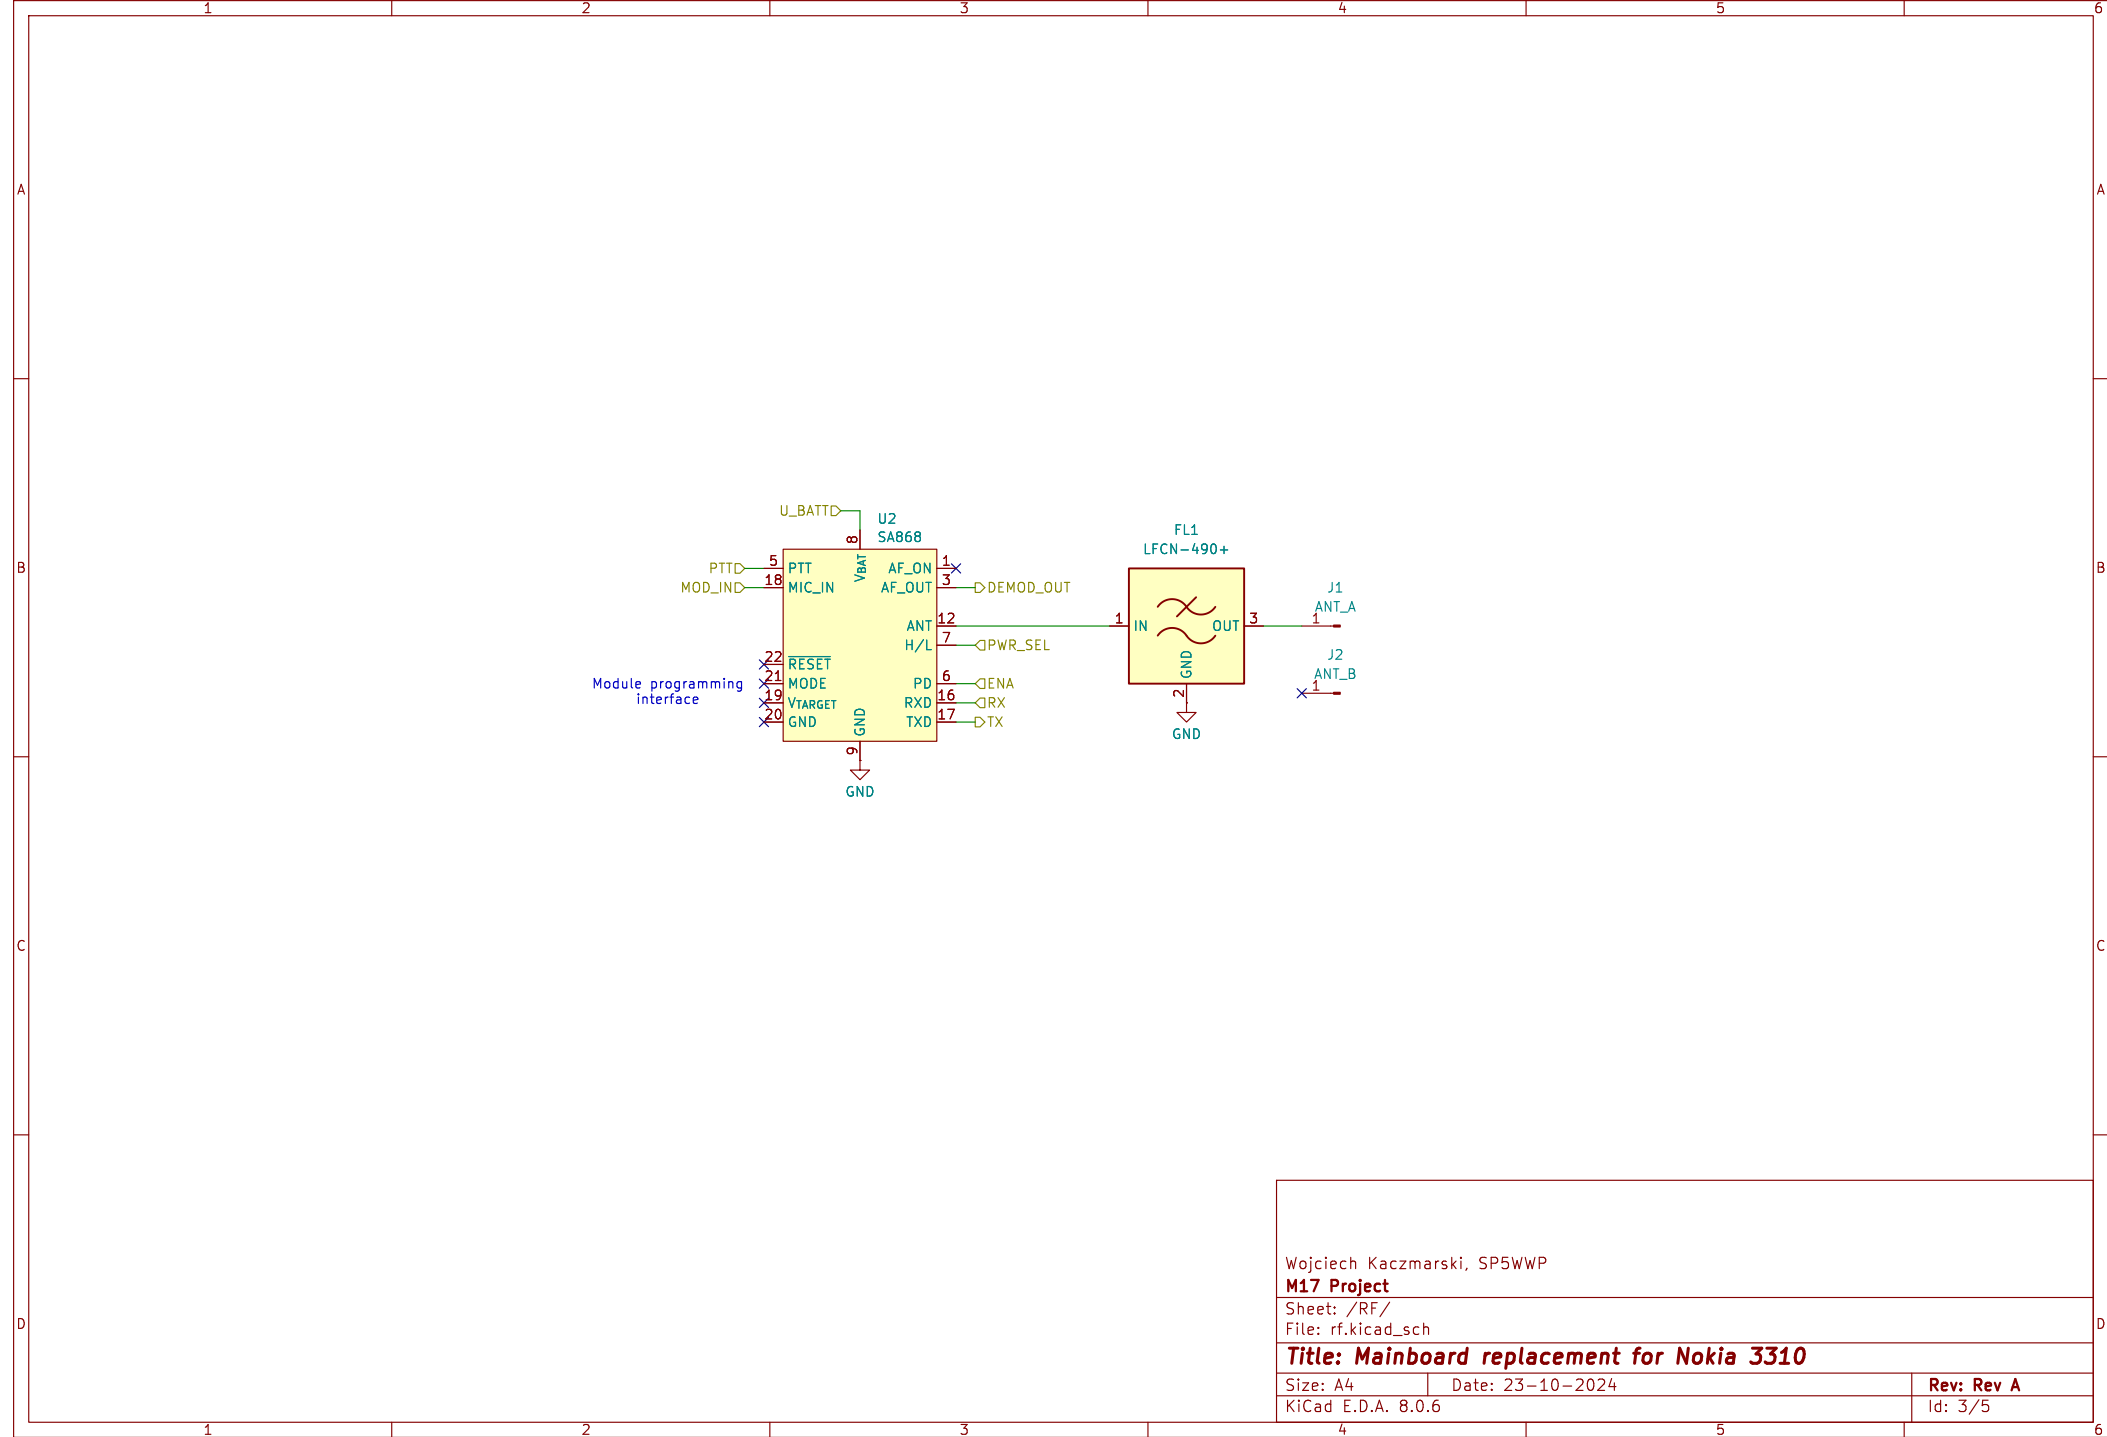 1 2 3 4 5 6
A A
U_BATT
U2
SA868
8
VBAT
B B
PTT 5 PTT
MOD_IN 18 MIC_IN
AF_ON 1
AF_OUT 3 DEMOD_OUT
ANT 12
H/L 7 PWR_SEL
22 RESET
21 MODE
19 VTARGET
20 GND
Module programming
interface
PD 6 ENA
RXD 16 RX
TXD 17 TX
GND
9
GND
FL1
LFCN-490+
1 IN
OUT 3
GND
2
GND
J1
ANT_A
1
J2
ANT_B
1
C C
Wojciech Kaczmarski, SP5WWP
M17 Project
Sheet: /RF/
File: rf.kicad_sch
D D
Title: Mainboard replacement for Nokia 3310
Size: A4 Date: 23-10-2024 Rev: Rev A
KiCad E.D.A. 8.0.6 Id: 3/5
1 2 3 4 5 6